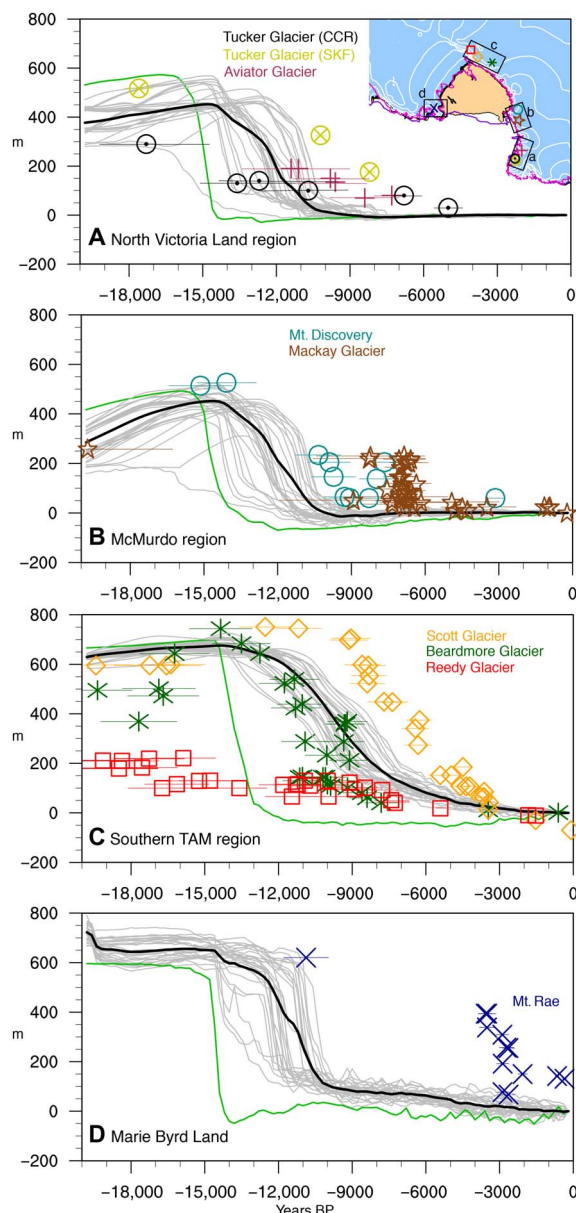 800
Tucker Glacier (CCR)
Tucker Glacier (SKF)
Aviator Glacier
c
d
b
a
600
400
m
200
0
A North Victoria Land region
−200
−18,000 −15,000 −12,000 −9000 −6000 −3000 0
800
Mt. Discovery
Mackay Glacier
600
400
m
200
0
B McMurdo region
−200
−18,000 −15,000 −12,000 −9000 −6000 −3000 0
800
Scott Glacier
Beardmore Glacier
Reedy Glacier
600
400
m
200
0
C Southern TAM region
−200
−18,000 −15,000 −12,000 −9000 −6000 −3000 0
800
600
Mt. Rae
400
m
200
0
D Marie Byrd Land
−200
−18,000 −15,000 −12,000 −9000 −6000 −3000 0
Years BP